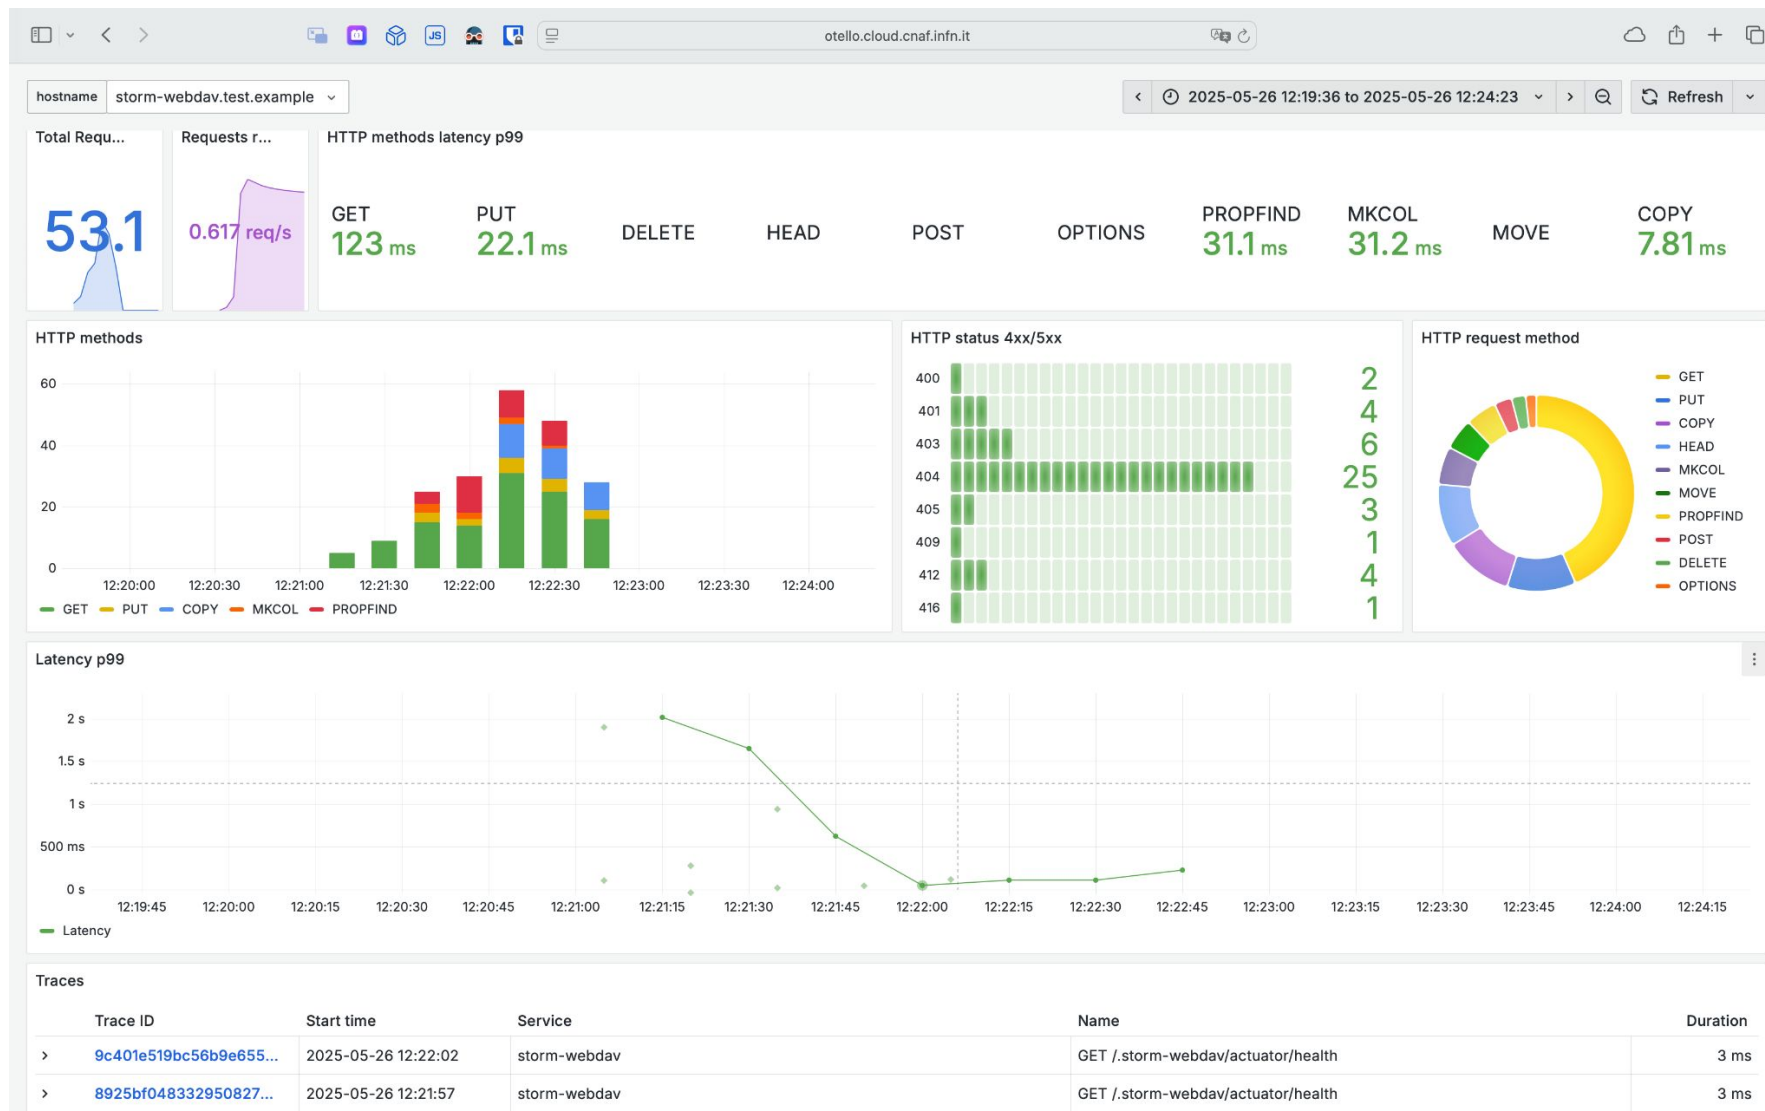 otello.cloud.cnaf.infn.it
JS
hostname storm-webdav.test.example
2025-05-26 12:19:36 to 2025-05-26 12:24:23
Refresh
Total Requ...
53.1
Requests r...
0.617 req/s
HTTP methods latency p99
GET
123 ms
PUT
22.1 ms
DELETE
HEAD
POST
OPTIONS
PROPFIND
31.1 ms
MKCOL
31.2 ms
MOVE
COPY
7.81 ms
HTTP methods
60
40
20
0
12:20:00 12:20:30 12:21:00 12:21:30 12:22:00 12:22:30 12:23:00 12:23:30 12:24:00
GET PUT COPY MKCOL PROPFIND
HTTP status 4xx/5xx
400 2
401 4
403 6
404 25
405 3
409 1
412 4
416 1
HTTP request method
GET
PUT
COPY
HEAD
MKCOL
MOVE
PROPFIND
POST
DELETE
OPTIONS
Latency p99
2 s
1.5 s
1 s
500 ms
0 s
12:19:45 12:20:00 12:20:15 12:20:30 12:20:45 12:21:00 12:21:15 12:21:30 12:21:45 12:22:00 12:22:15 12:22:30 12:22:45 12:23:00 12:23:15 12:23:30 12:23:45 12:24:00 12:24:15
Latency
Traces
Trace ID Start time Service Name Duration
9c401e519bc56b9e655... 2025-05-26 12:22:02 storm-webdav GET /.storm-webdav/actuator/health 3 ms
8925bf048332950827... 2025-05-26 12:21:57 storm-webdav GET /.storm-webdav/actuator/health 3 ms